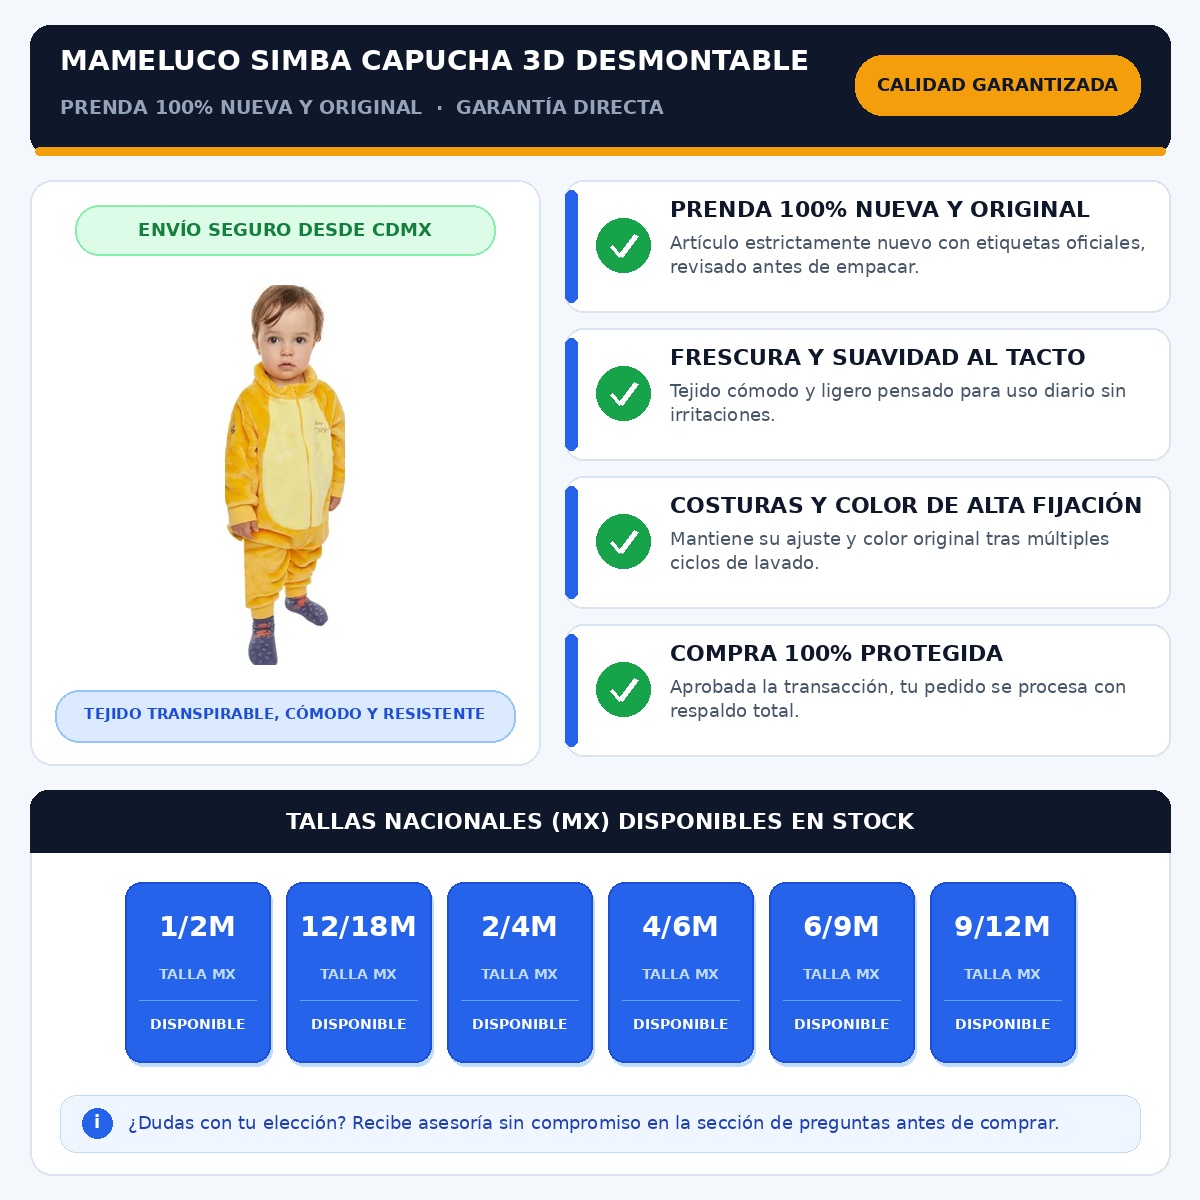 MAMELUCO SIMBA CAPUCHA 3D DESMONTABLE
PRENDA 100% NUEVA Y ORIGINAL · GARANTÍA DIRECTA
CALIDAD GARANTIZADA
ENVÍO SEGURO DESDE CDMX
TEJIDO TRANSPIRABLE, CÓMODO Y RESISTENTE
PRENDA 100% NUEVA Y ORIGINAL
Artículo estrictamente nuevo con etiquetas oficiales,
revisado antes de empacar.
FRESCURA Y SUAVIDAD AL TACTO
Tejido cómodo y ligero pensado para uso diario sin
irritaciones.
COSTURAS Y COLOR DE ALTA FIJACIÓN
Mantiene su ajuste y color original tras múltiples
ciclos de lavado.
COMPRA 100% PROTEGIDA
Aprobada la transacción, tu pedido se procesa con
respaldo total.
TALLAS NACIONALES (MX) DISPONIBLES EN STOCK
1/2M
TALLA MX
DISPONIBLE
12/18M
TALLA MX
DISPONIBLE
2/4M
TALLA MX
DISPONIBLE
4/6M
TALLA MX
DISPONIBLE
6/9M
TALLA MX
DISPONIBLE
9/12M
TALLA MX
DISPONIBLE
i
¿Dudas con tu elección? Recibe asesoría sin compromiso en la sección de preguntas antes de comprar.